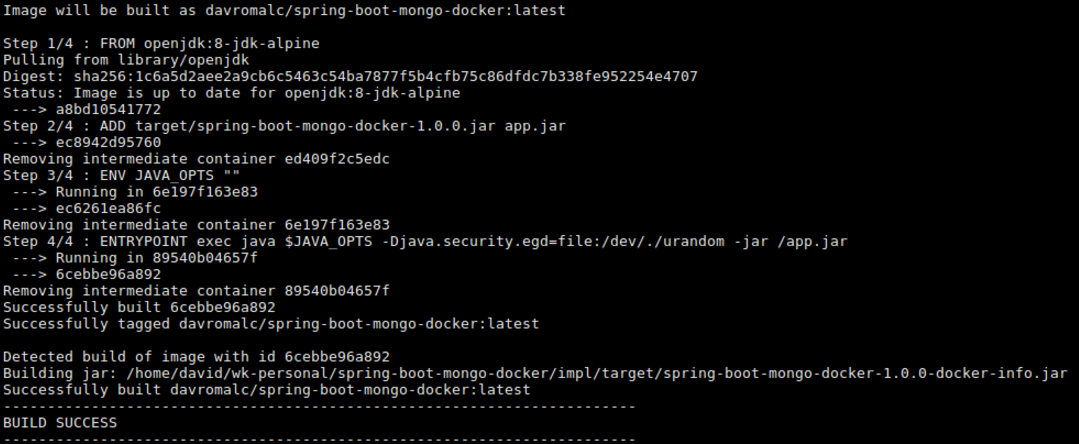 Image will be built as davromalc/spring-boot-mongo-docker:latest
Step 1/4 : FROM openjdk:8-jdk-alpine
Pulling from library/openjdk
Digest: sha256:1c6a5d2aee2a9cb6c5463c54ba7877f5b4cfb75c86dfdc7b338fe952254e4707
Status: Image is up to date for openjdk:8-jdk-alpine
 ---> a8bd10541772
Step 2/4 : ADD target/spring-boot-mongo-docker-1.0.0.jar app.jar
 ---> ec8942d95760
Removing intermediate container ed409f2c5edc
Step 3/4 : ENV JAVA_OPTS ""
 ---> Running in 6e197f163e83
 ---> ec6261ea86fc
Removing intermediate container 6e197f163e83
Step 4/4 : ENTRYPOINT exec java $JAVA_OPTS -Djava.security.egd=file:/dev/./urandom -jar /app.jar
 ---> Running in 89540b04657f
 ---> 6cebbe96a892
Removing intermediate container 89540b04657f
Successfully built 6cebbe96a892
Successfully tagged davromalc/spring-boot-mongo-docker:latest
Detected build of image with id 6cebbe96a892
Building jar: /home/david/wk-personal/spring-boot-mongo-docker/impl/target/spring-boot-mongo-docker-1.0.0-docker-info.jar
Successfully built davromalc/spring-boot-mongo-docker:latest
------------------------------------------------------------------------
BUILD SUCCESS
------------------------------------------------------------------------